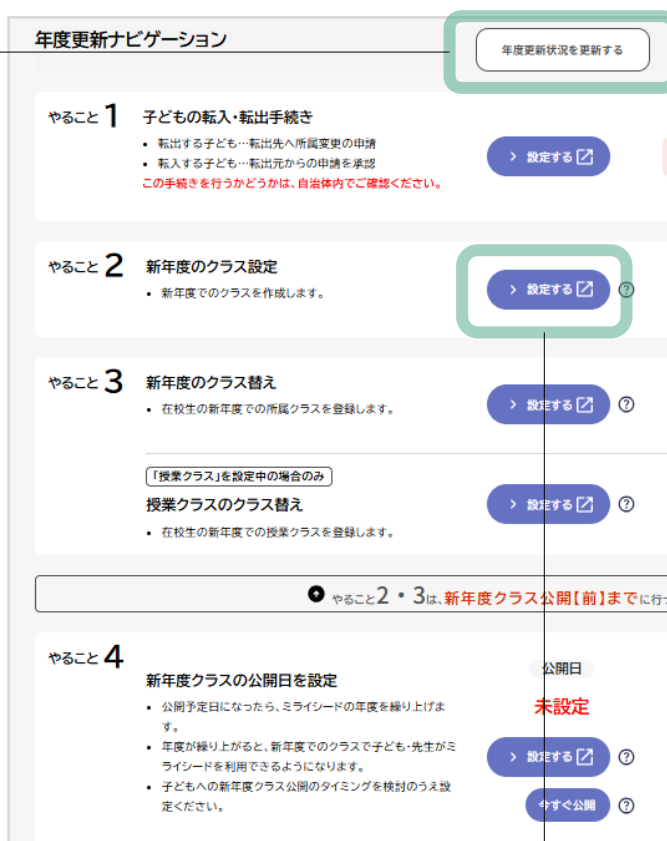 年度更新ナビゲーション
年度更新状況を更新する
やること 1 子どもの転入・転出手続き
• 転出する子ども…転出先へ所属変更の申請
• 転入する子ども…転出元からの申請を承認
この手続きを行うかどうかは、自治体内でご確認ください。
> 設定する
やること 2 新年度のクラス設定
• 新年度でのクラスを作成します。
> 設定する ?
やること 3 新年度のクラス替え
• 在校生の新年度での所属クラスを登録します。
> 設定する ?
「授業クラス」を設定中の場合のみ
授業クラスのクラス替え
• 在校生の新年度での授業クラスを登録します。
> 設定する ?
やること2・3は、新年度クラス公開【前】までに行
やること 4
新年度クラスの公開日を設定
• 公開予定日になったら、ミライシードの年度を繰り上げま
す。
• 年度が繰り上がると、新年度でのクラスで子ども・先生がミ
ライシードを利用できるようになります。
• 子どもへの新年度クラス公開のタイミングを検討のうえ設
定ください。
公開日
未設定
> 設定する ?
今すぐ公開 ?